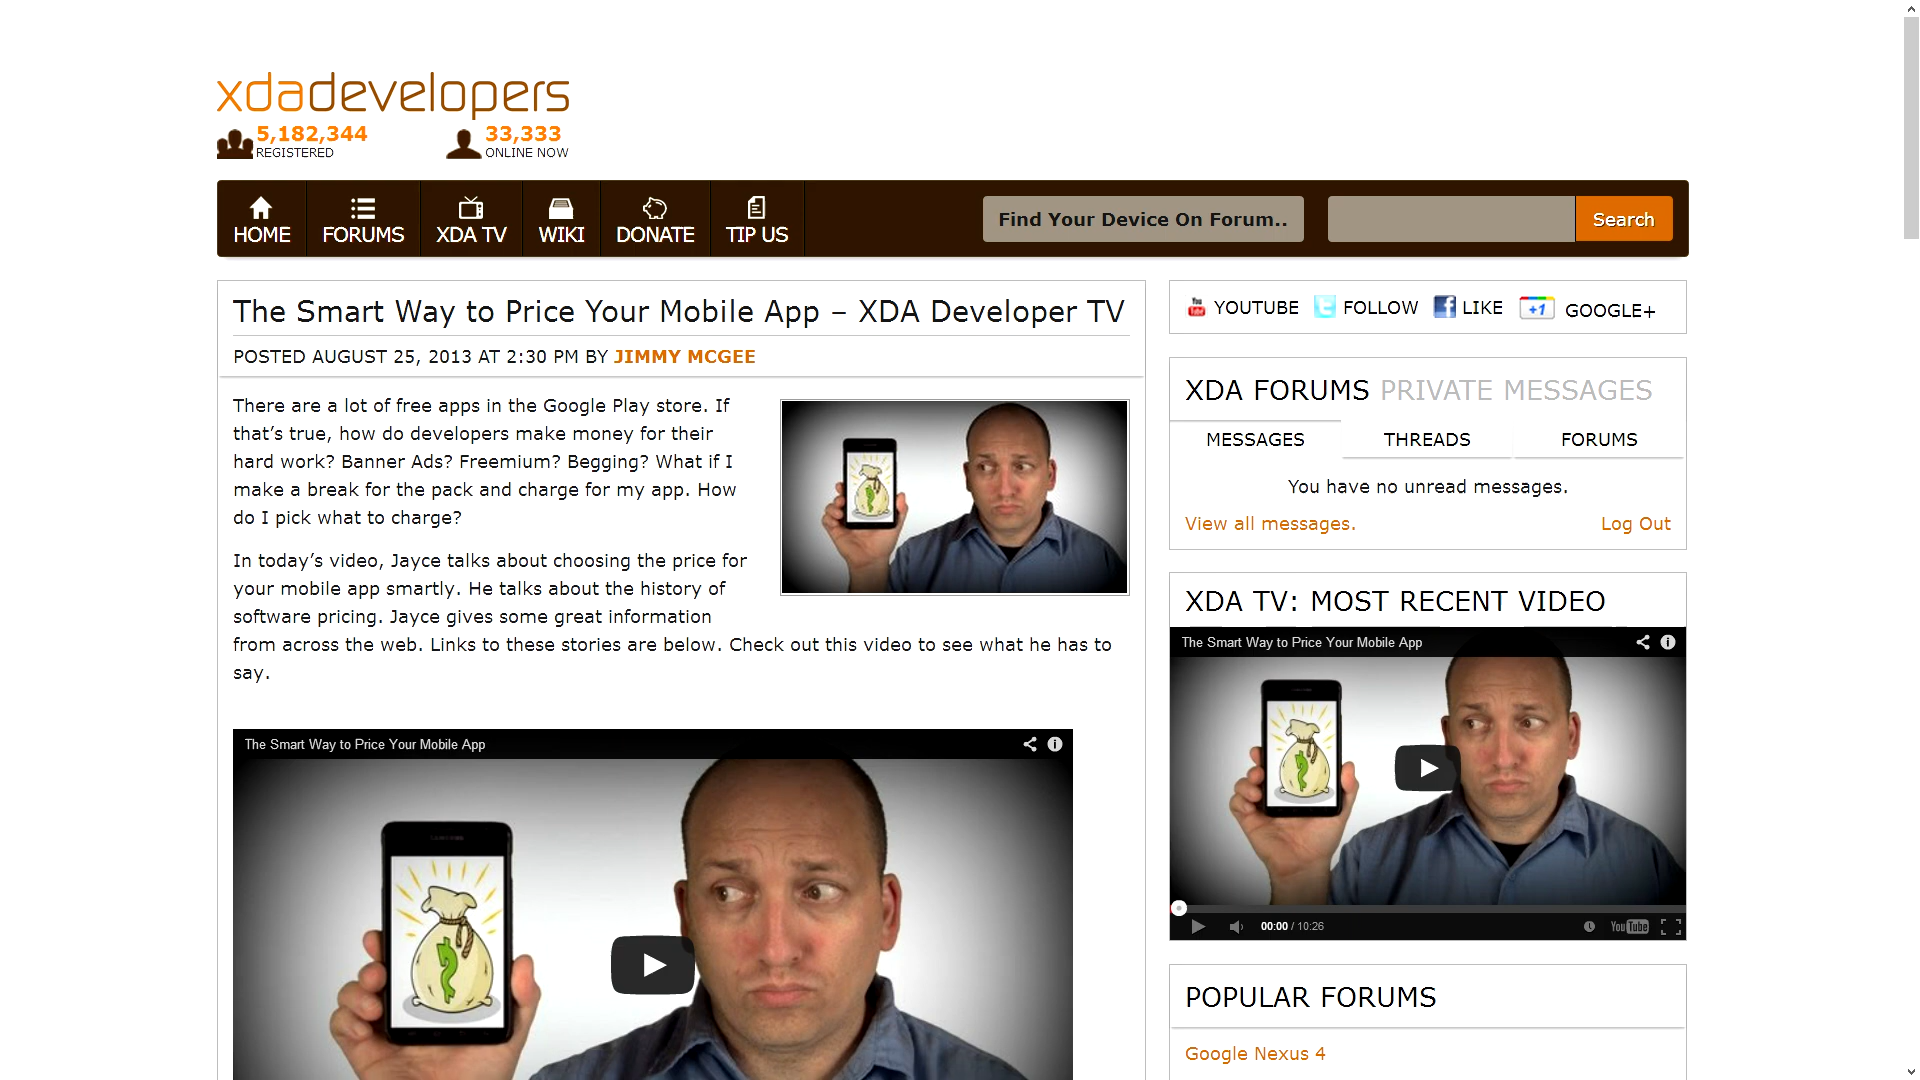 xdadevelopers
5,182,344
REGISTERED
33,333
ONLINE NOW
HOME
FORUMS
XDA TV
WIKI
DONATE
TIP US
Find Your Device On Forum..
Search
The Smart Way to Price Your Mobile App – XDA Developer TV
POSTED AUGUST 25, 2013 AT 2:30 PM BY JIMMY MCGEE
There are a lot of free apps in the Google Play store. If
that’s true, how do developers make money for their
hard work? Banner Ads? Freemium? Begging? What if I
make a break for the pack and charge for my app. How
do I pick what to charge?
In today’s video, Jayce talks about choosing the price for
your mobile app smartly. He talks about the history of
software pricing. Jayce gives some great information
from across the web. Links to these stories are below. Check out this video to see what he has to
say.
The Smart Way to Price Your Mobile App
You Tube YOUTUBE
t FOLLOW
f LIKE
+1 GOOGLE+
XDA FORUMS PRIVATE MESSAGES
MESSAGES
THREADS
FORUMS
You have no unread messages.
View all messages.
Log Out
XDA TV: MOST RECENT VIDEO
The Smart Way to Price Your Mobile App
00:00 / 10:26
YouTube
POPULAR FORUMS
Google Nexus 4